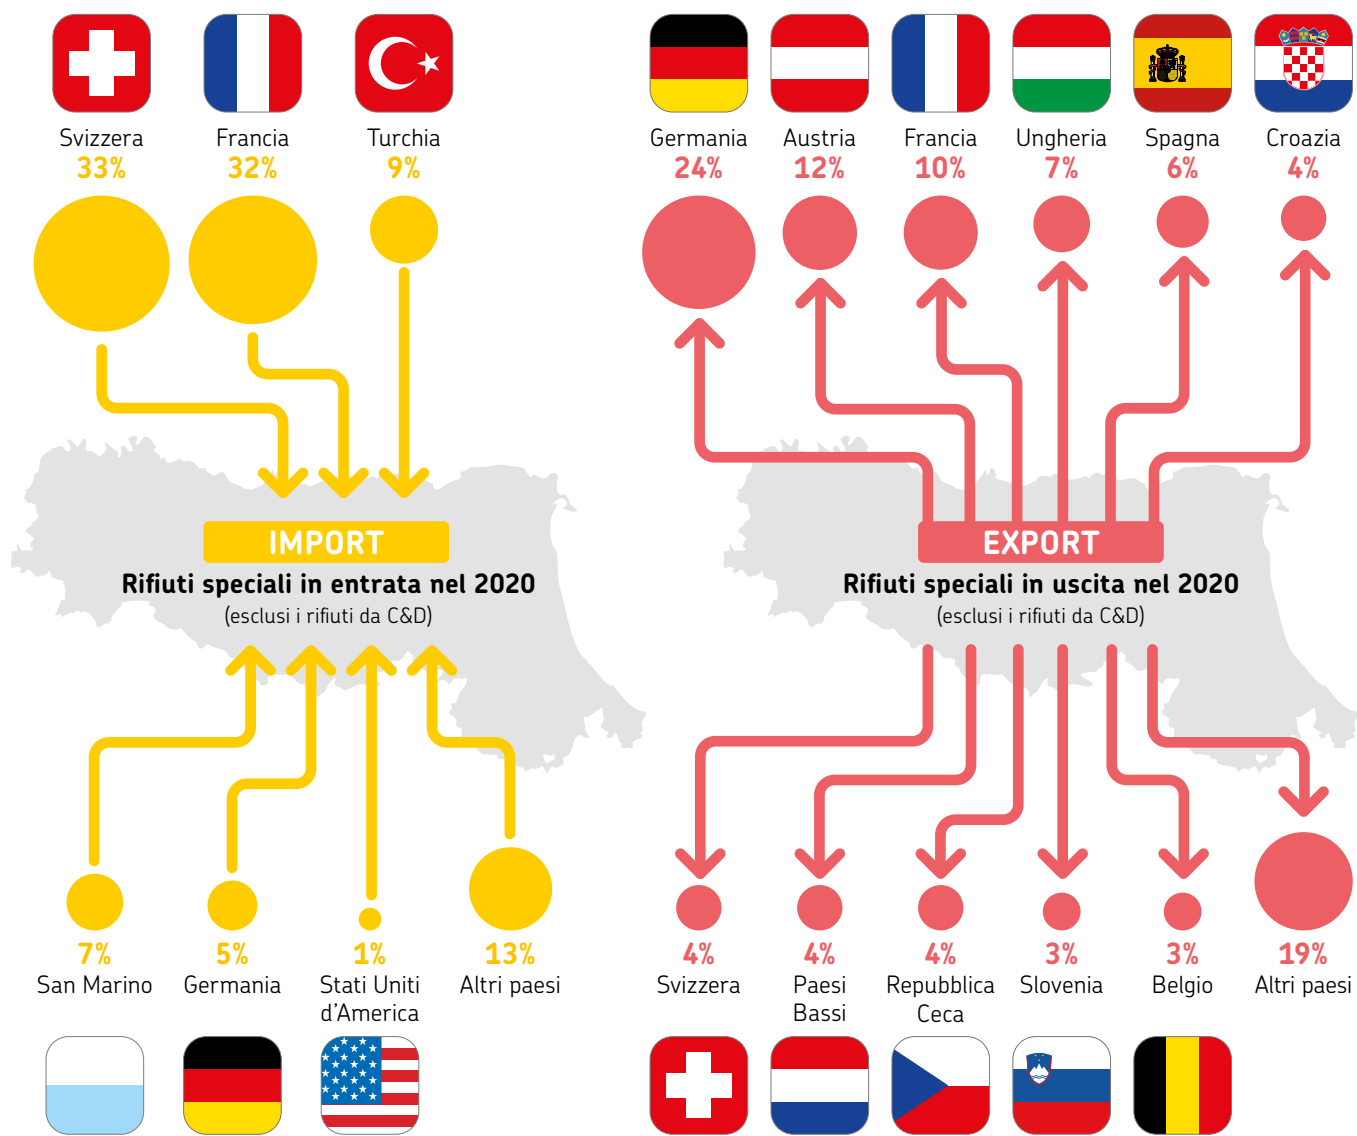 Svizzera
33%
Francia
32%
Turchia
9%
Germania
24%
Austria
12%
Francia
10%
Ungheria
7%
Spagna
6%
Croazia
4%
IMPORT
Rifiuti speciali in entrata nel 2020
(esclusi i rifiuti da C&D)
EXPORT
Rifiuti speciali in uscita nel 2020
(esclusi i rifiuti da C&D)
7%
San Marino
5%
Germania
1%
Stati Uniti
d'America
13%
Altri paesi
4%
Svizzera
4%
Paesi
Bassi
4%
Repubblica
Ceca
3%
Slovenia
3%
Belgio
19%
Altri paesi